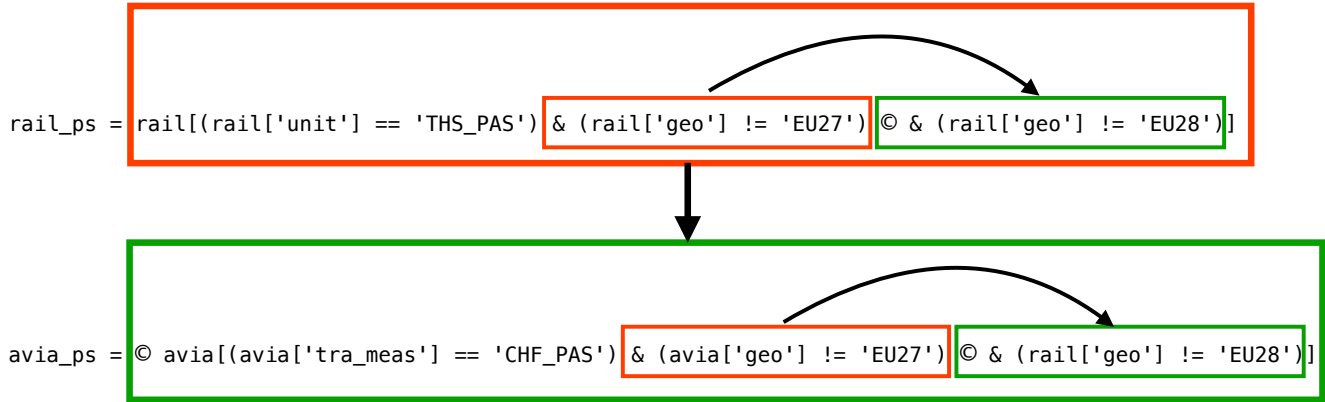 rail_ps = rail[(rail['unit'] == 'THS_PAS') & (rail['geo'] != 'EU27') © & (rail['geo'] != 'EU28')]
avia_ps = © avia[(avia['tra_meas'] == 'CHF_PAS') & (avia['geo'] != 'EU27') © & (rail['geo'] != 'EU28')]